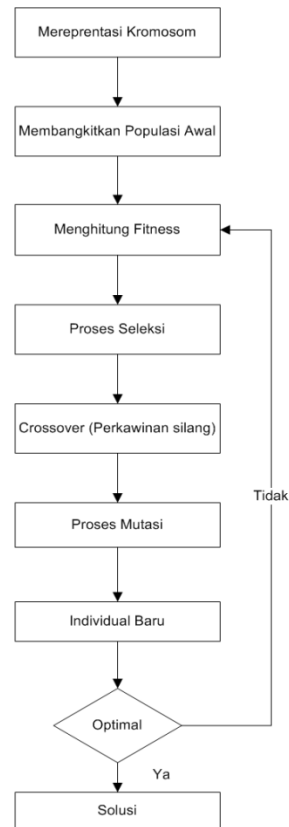 Mereprentasi Kromosom
Membangkitkan Populasi Awal
Menghitung Fitness
Proses Seleksi
Crossover (Perkawinan silang)
Proses Mutasi
Tidak
Individual Baru
Optimal
Ya
Solusi